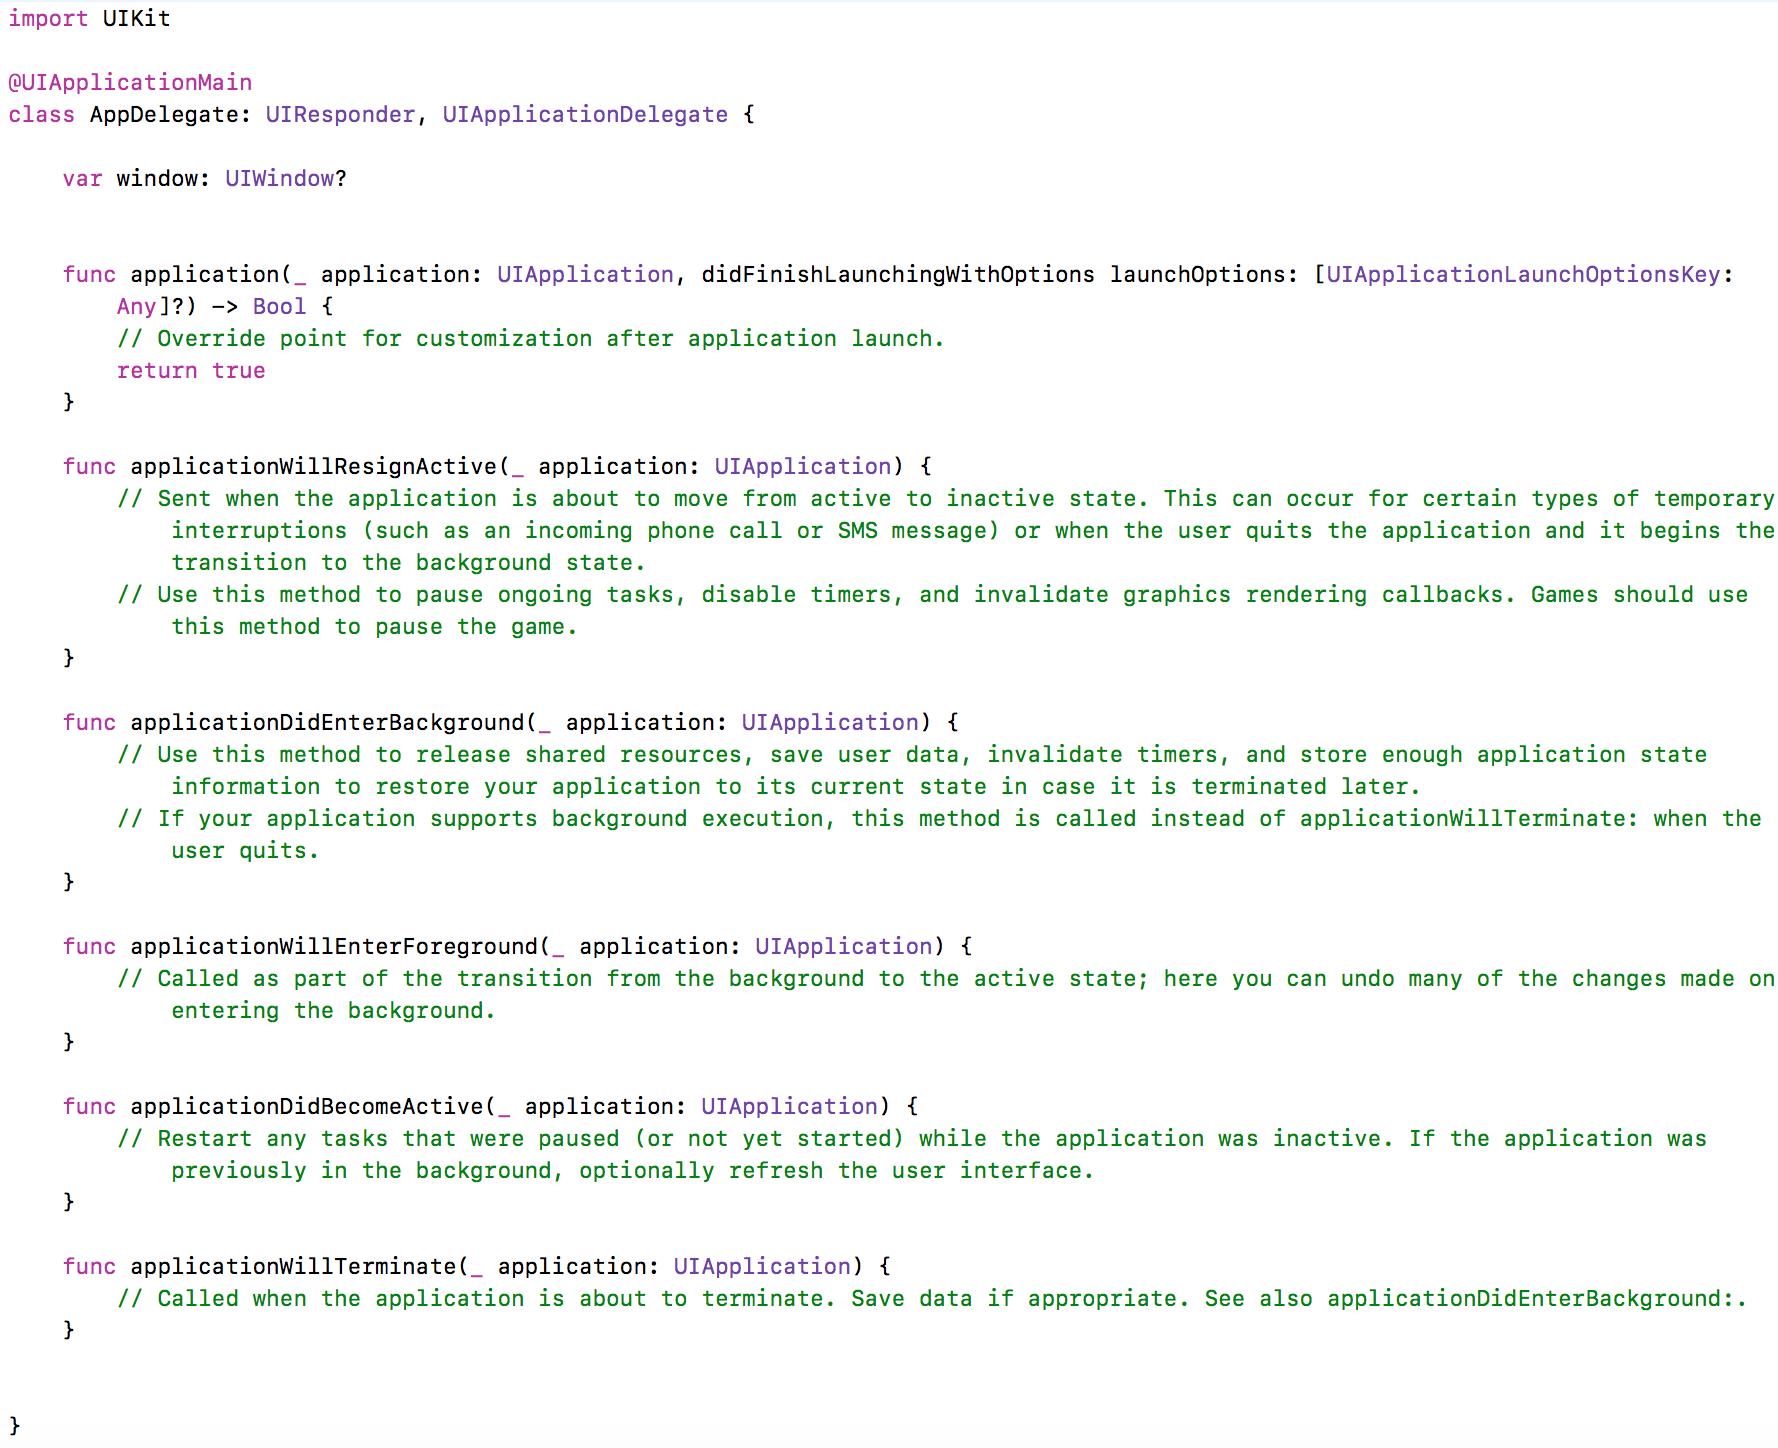 import UIKit
@UIApplicationMain
class AppDelegate: UIResponder, UIApplicationDelegate {
var window: UIWindow?
func application(_ application: UIApplication, didFinishLaunchingWithOptions launchOptions: [UIApplicationLaunchOptionsKey:
Any]?) -> Bool {
// Override point for customization after application launch.
return true
}
func applicationWillResignActive(_ application: UIApplication) {
// Sent when the application is about to move from active to inactive state. This can occur for certain types of temporary
interruptions (such as an incoming phone call or SMS message) or when the user quits the application and it begins the
transition to the background state.
// Use this method to pause ongoing tasks, disable timers, and invalidate graphics rendering callbacks. Games should use
this method to pause the game.
}
func applicationDidEnterBackground(_ application: UIApplication) {
// Use this method to release shared resources, save user data, invalidate timers, and store enough application state
information to restore your application to its current state in case it is terminated later.
// If your application supports background execution, this method is called instead of applicationWillTerminate: when the
user quits.
}
func applicationWillEnterForeground(_ application: UIApplication) {
// Called as part of the transition from the background to the active state; here you can undo many of the changes made on
entering the background.
}
func applicationDidBecomeActive(_ application: UIApplication) {
// Restart any tasks that were paused (or not yet started) while the application was inactive. If the application was
previously in the background, optionally refresh the user interface.
}
func applicationWillTerminate(_ application: UIApplication) {
// Called when the application is about to terminate. Save data if appropriate. See also applicationDidEnterBackground:.
}
}